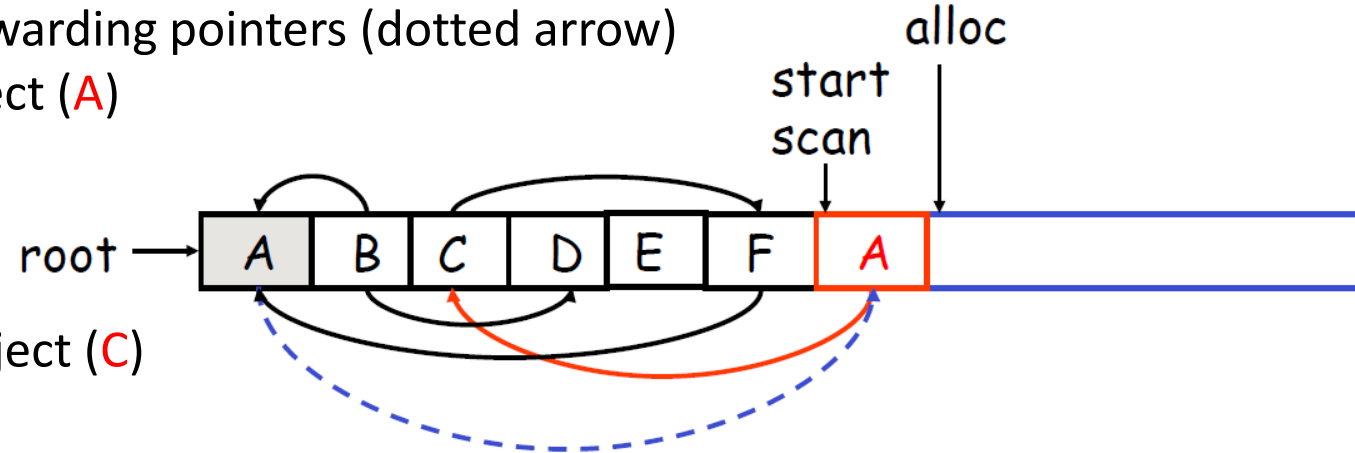 warding pointers (dotted arrow)
alloc
ect (A)
start
scan
root
A B C D E F A
ject (C)